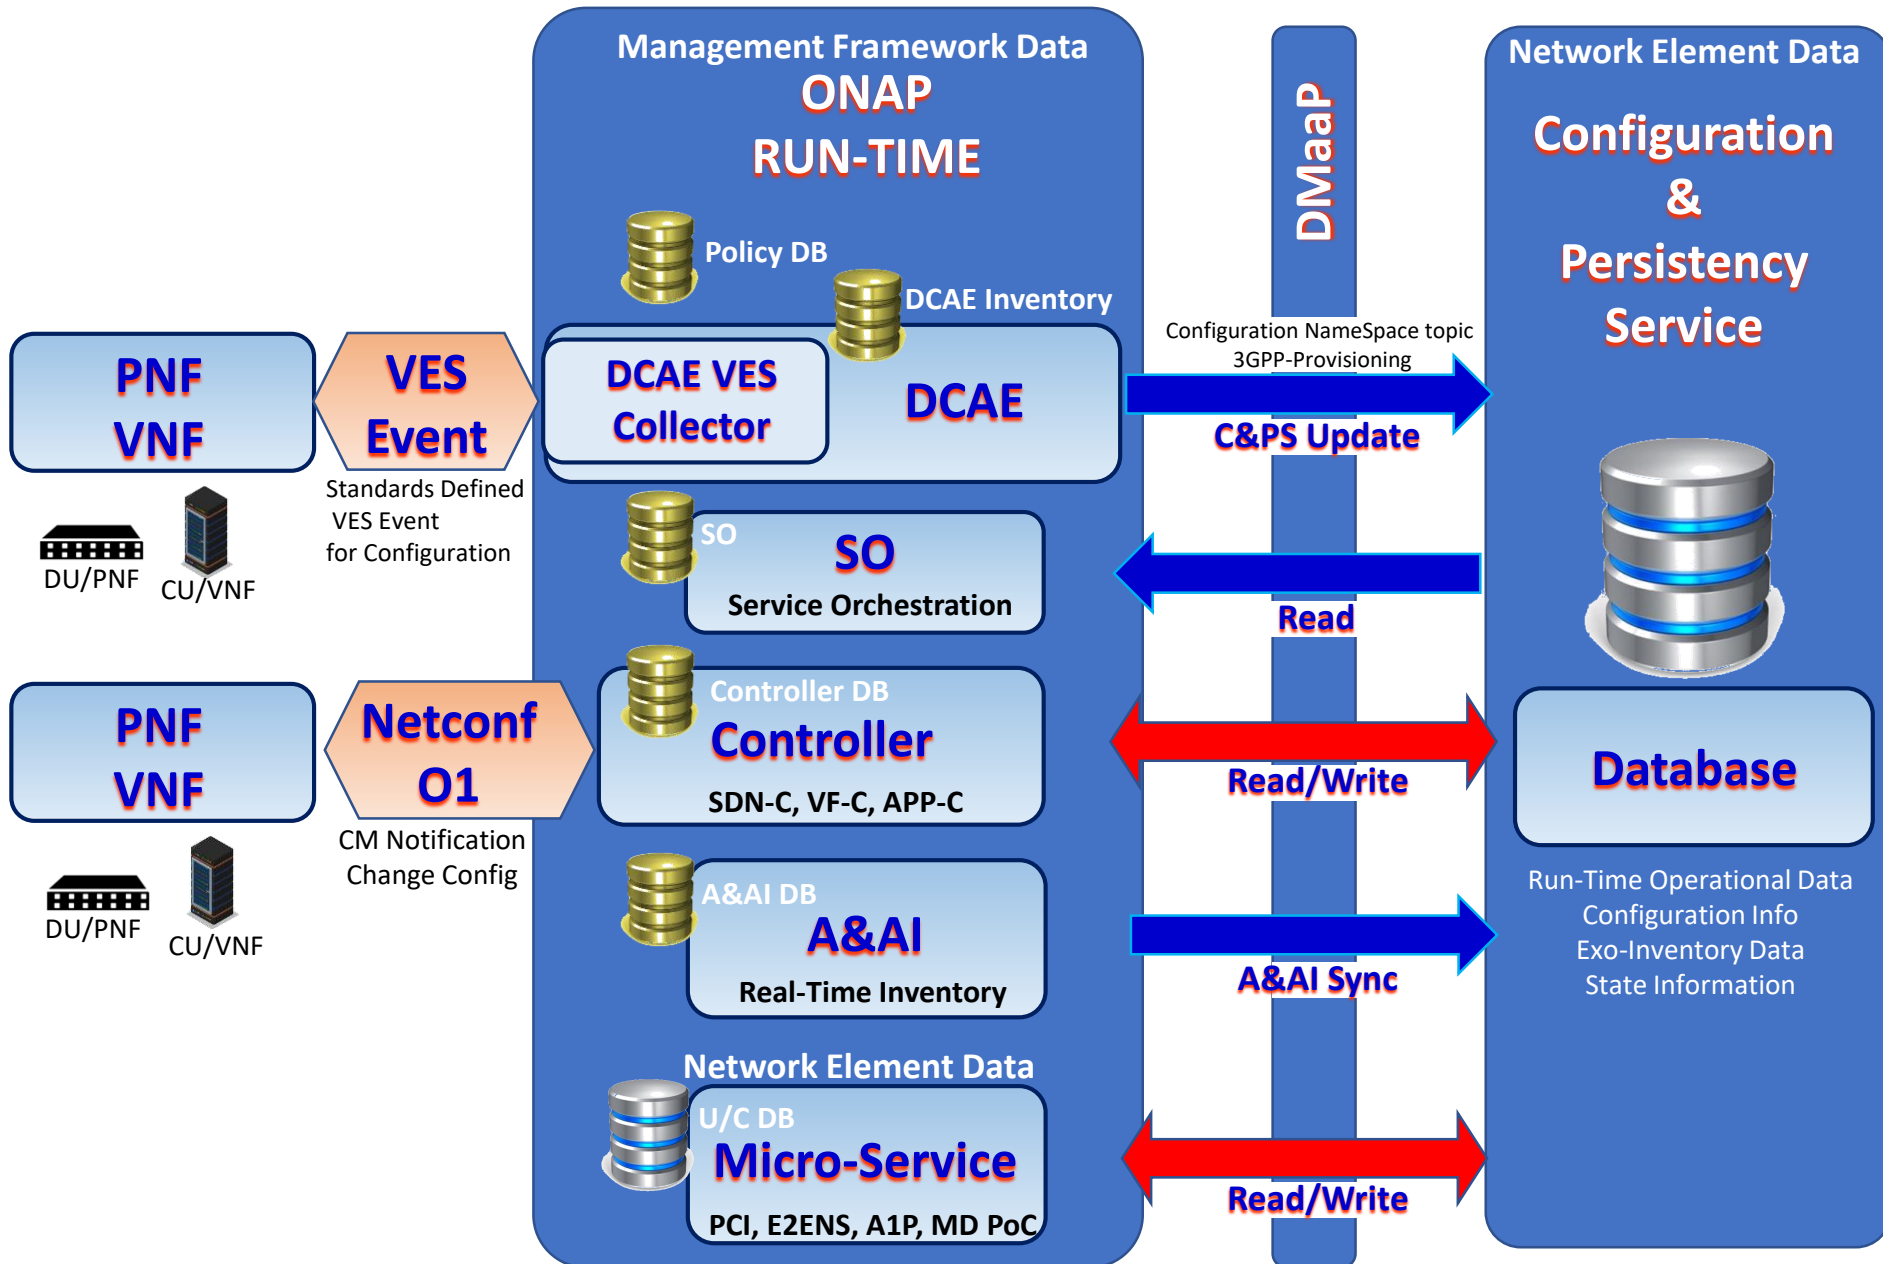 Management Framework Data
ONAP
RUN-TIME
Policy DB
DCAE Inventory
PNF
VNF
VES
Event
DCAE VES
Collector
DCAE
Standards Defined
VES Event
for Configuration
DU/PNF
CU/VNF
SO
SO
Service Orchestration
PNF
VNF
Netconf
O1
Controller DB
Controller
SDN-C, VF-C, APP-C
CM Notification
Change Config
DU/PNF
CU/VNF
A&AI DB
A&AI
Real-Time Inventory
Network Element Data
U/C DB
Micro-Service
PCI, E2ENS, A1P, MD PoC
DMaaP
Configuration NameSpace topic
3GPP-Provisioning
C&PS Update
Read
Read/Write
A&AI Sync
Read/Write
Network Element Data
Configuration
&
Persistency
Service
Database
Run-Time Operational Data
Configuration Info
Exo-Inventory Data
State Information